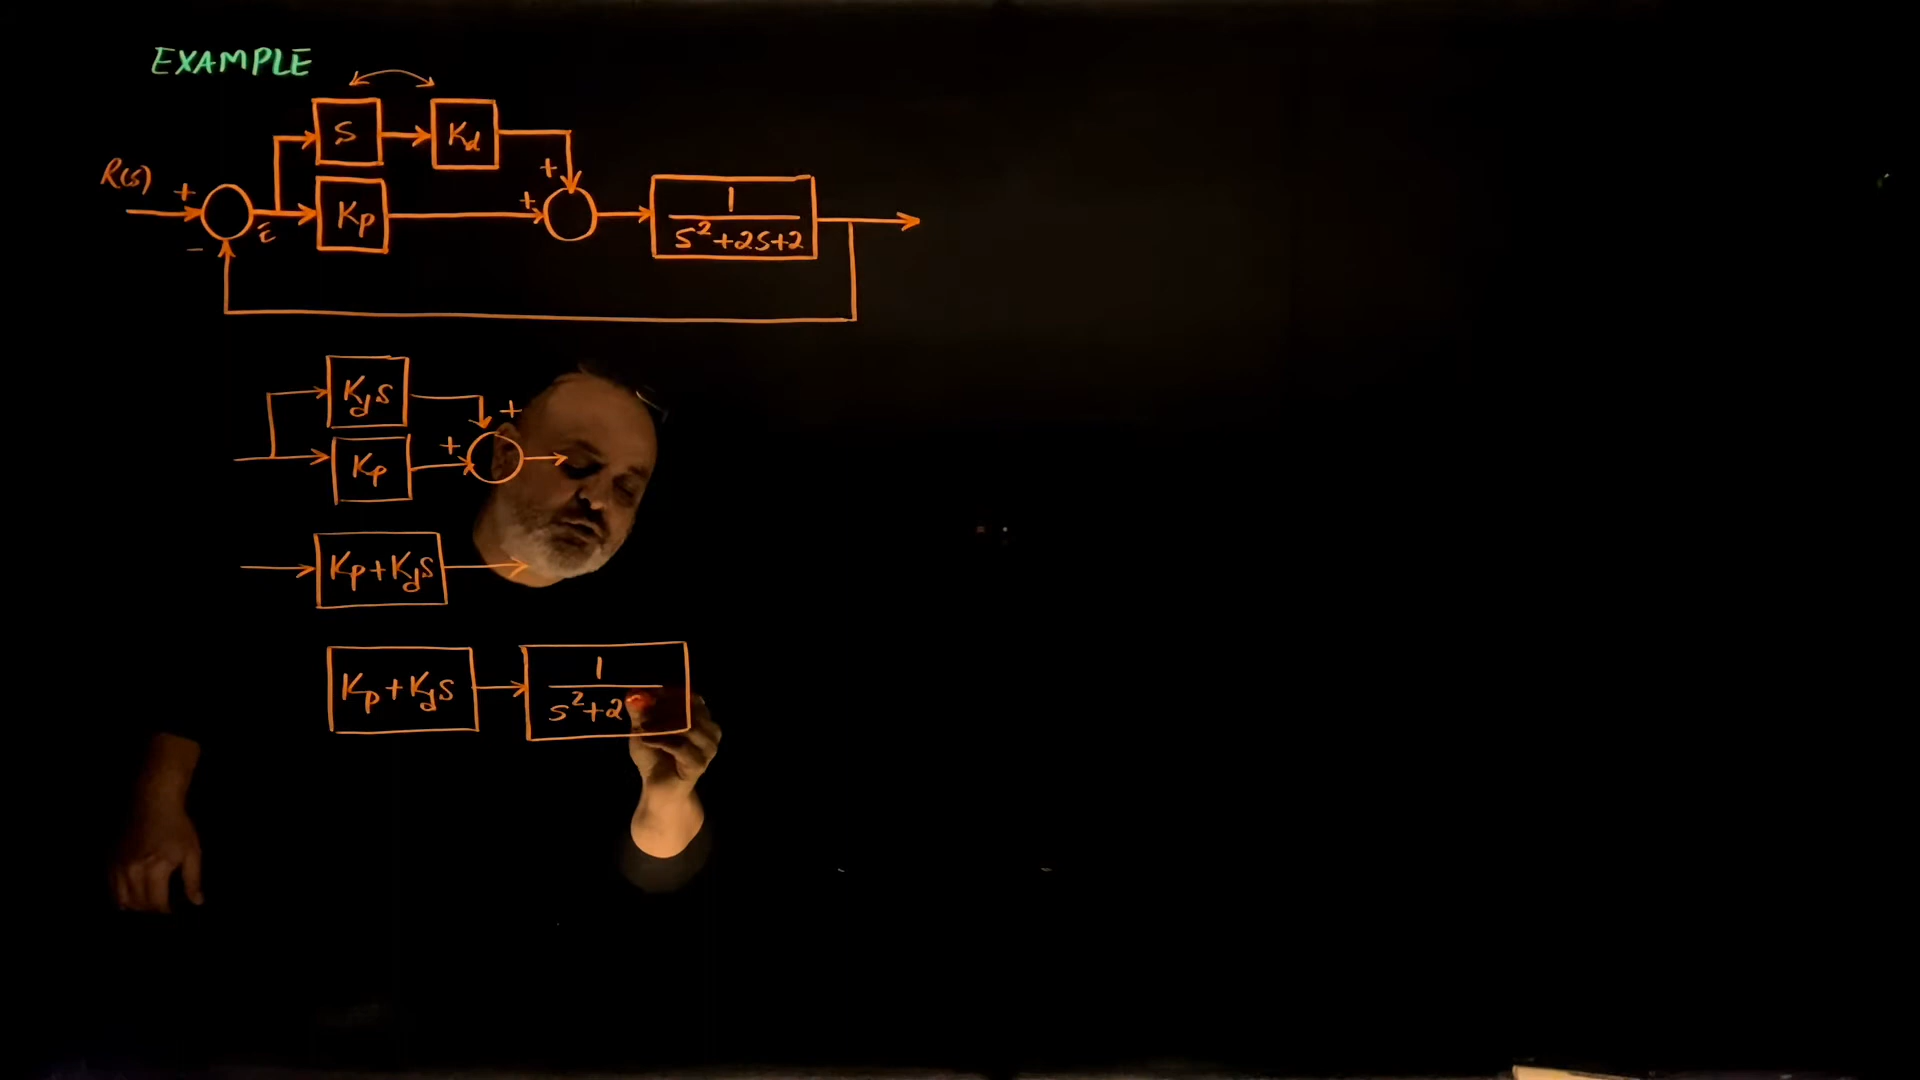 EXAMPLE
S
Kd
R(s) + + +
Kp
E
-
1
s²+2s+2
Kds
+
+
Kp
Kp+Kds
Kp+Kds
1
s²+2